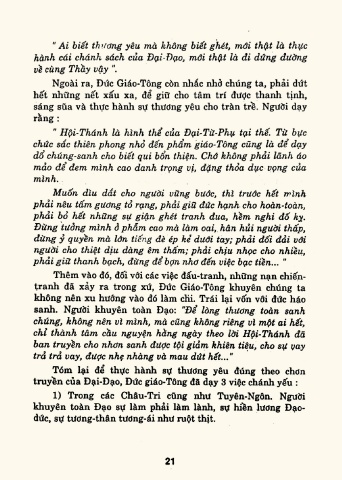 " Ai biết thương yêu mà không biết ghét, mới thật là thực
hành cái chánh sách của Đại-Đạo, mới thật là đi đúng đường
về cùng Thầy vậy ".
Ngoài ra, Đức Giáo-Tông còn nhắc nhở chúng ta, phải dứt
hết những nết xấu xa, để giữ cho tâm trí được thanh tịnh,
sáng sũa và thực hành sự thương yêu cho tràn trề. Người dạy
rằng :
" Hội-Thánh là hình thể của Đại-Từ-Phụ tại thế. Từ bực
chức sắc thiên phong nhỏ đến phẩm giáo-Tông cũng là để dạy
dổ chúng-sanh cho biết qui bổn thiện. Chớ không phải lãnh áo
mảo để đem mình cao danh trọng vị, đặng thỏa dục vọng của
mình.
Muốn dìu dắt cho người vững bước, thì trước hết mình
phải nêu tấm gương tỏ rạng, phải giữ đức hạnh cho hoàn-toàn,
phải bỏ hết những sự giận ghét tranh đua, hềm nghi đố kỵ.
Đừng tưởng mình ở phẩm cao mà làm oai, hân hủi người thấp,
đừng ỷ quyền mà lớn tiếng đè ép kẻ dưới tay; phải đối đải với
người cho thiệt dịu dàng êm thấm; phải chịu nhọc cho nhiều,
phải giữ thanh bạch, đừng để bợn nhơ đến việc bạc tiền... "
Thêm vào đó, đối với các việc đấu-tranh, những nạn chiến-
tranh đã xảy ra trong xứ, Đức Giáo-Tông khuyên chúng ta
không nên xu hướng vào đó làm chi. Trái lại vốn với đức háo
sanh. Người khuyên toàn Đạo: "Để lòng thương toàn sanh
chúng, không nên vì mình, mà cũng không riêng vì một ai hết,
chỉ thành tâm cầu nguyện hằng ngày theo lời Hội-Thánh đã
ban truyền cho nhơn sanh được tội giảm khiên tiêu, cho sự vay
trả trả vay, được nhẹ nhàng và mau dứt hết..."
Tóm lại để thực hành sự thương yêu đúng theo chơn
truyền của Đại-Đạo, Đức giáo-Tông đã dạy 3 việc chánh yếu :
1) Trong các Châu-Tri cũng như Tuyên-Ngôn. Người
khuyên toàn Đạo sự làm phải làm lành, sự hiền lương Đạo-
đức, sự tương-thân tương-ái như ruột thịt.
21